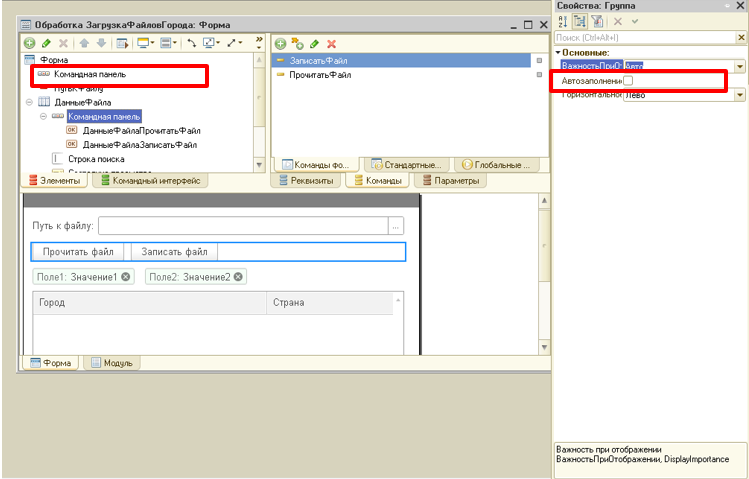 Обработка ЗагрузкаФайловГорода: Форма
Форма
Командная панель
ПутьКФайлу
ДанныеФайла
Командная панель
ДанныеФайлаПрочитатьФайл
ДанныеФайлаЗаписатьФайл
Строка поиска
Элементы
Командный интерфейс
ЗаписатьФайл
ПрочитатьФайл
Команды фо...
Стандартные...
Глобальные ...
Реквизиты
Команды
Параметры
Путь к файлу:
...
Прочитать файл
Записать файл
Поле1: Значение1
Поле2: Значение2
Город
Страна
Форма
Модуль
Свойства: Группа
Поиск (Ctrl+Alt+I)
Основные:
ВажностьПриОт Авто
Автозаполнени
Горизонтальное Лево
Важность при отображении
ВажностьПриОтображении, DisplayImportance